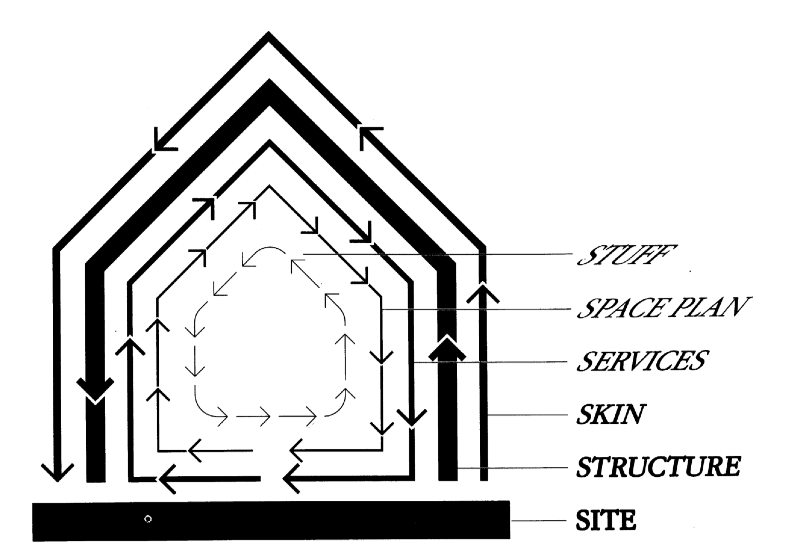 STUFF
SPACE PLAN
SERVICES
SKIN
STRUCTURE
SITE